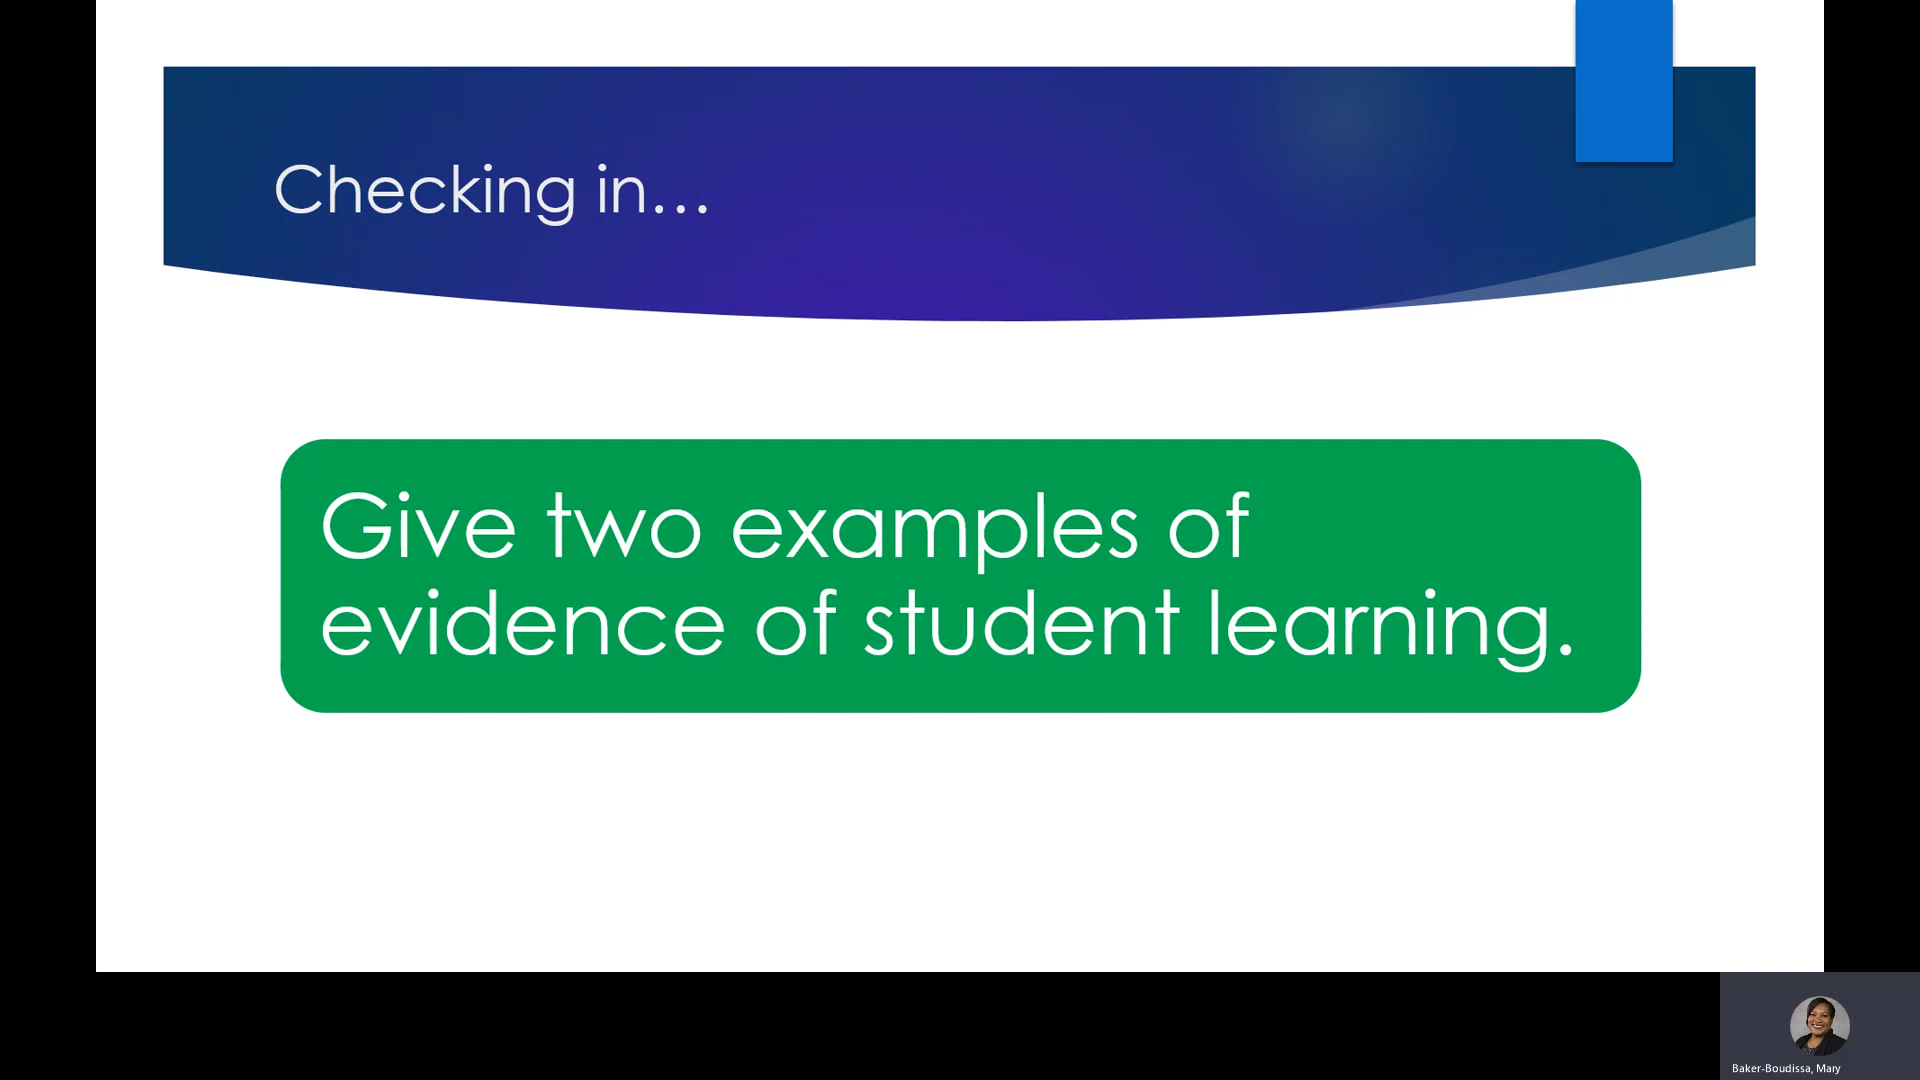 Checking in...
Give two examples of
evidence of student learning.
Baker-Boudissa, Mary